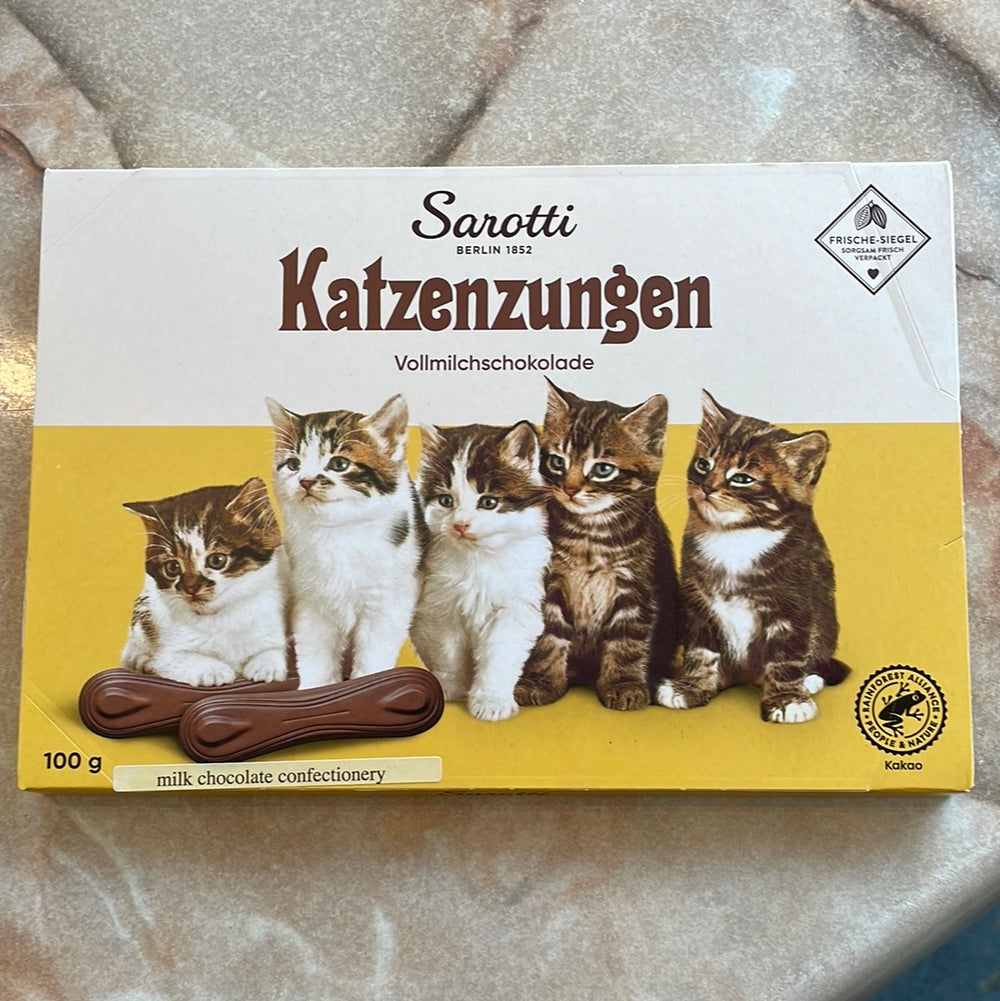 Sarotti
BERLIN 1852
Katzenzungen
Vollmilchschokolade
FRISCHE-SIEGEL
SORGSAM FRISCH
VERPACKT
RAINFOREST ALLIANCE
PEOPLE & NATURE
Kakao
100 g
milk chocolate confectionery
Sarotti